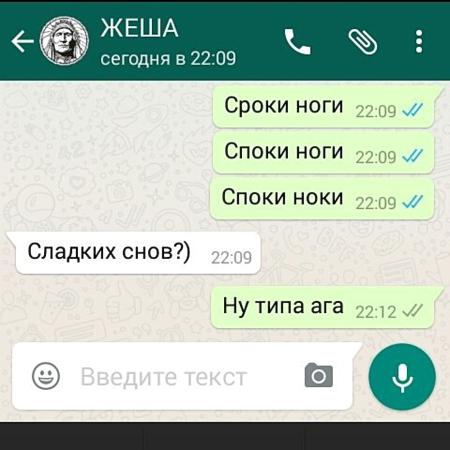 ЖЕША
сегодня в 22:09
Сроки ноги 22:09
Споки ноги 22:09
Споки ноки 22:09
Сладких снов?) 22:09
Ну типа ага 22:12
Введите текст